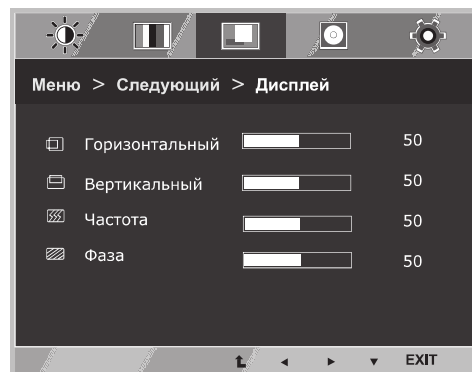 Меню > Следующий > Дисплей
Горизонтальный 50
Вертикальный 50
Частота 50
Фаза 50
EXIT